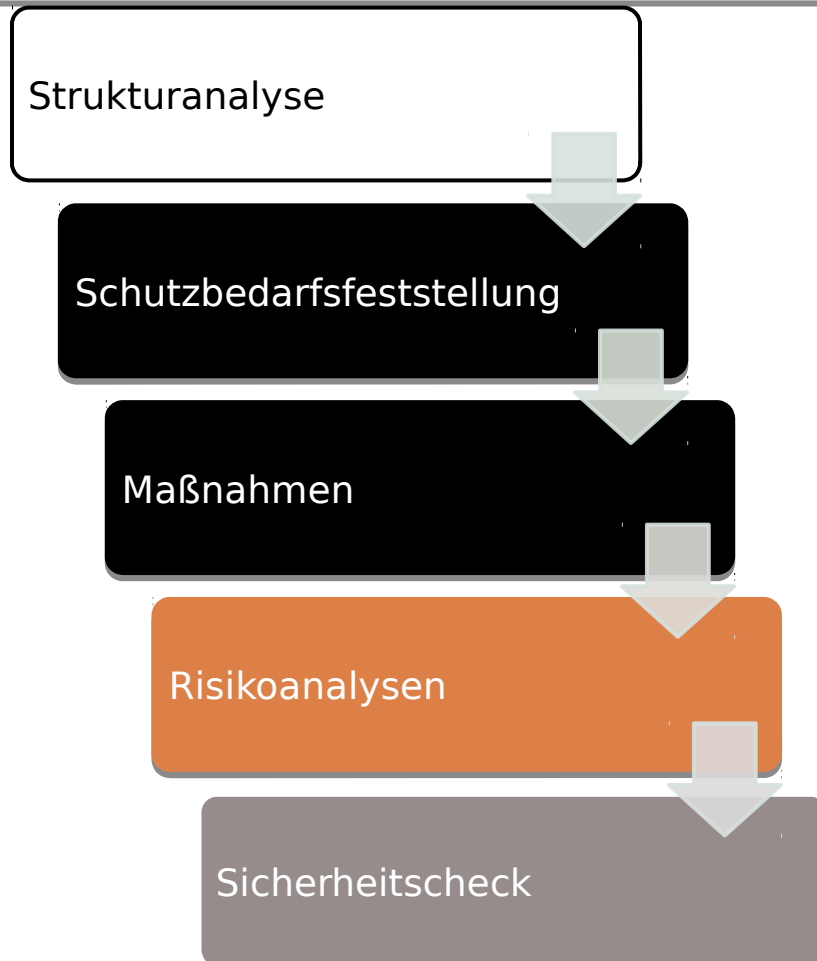 Strukturanalyse
Schutzbedarfsfeststellung
Maßnahmen
Risikoanalysen
Sicherheitscheck